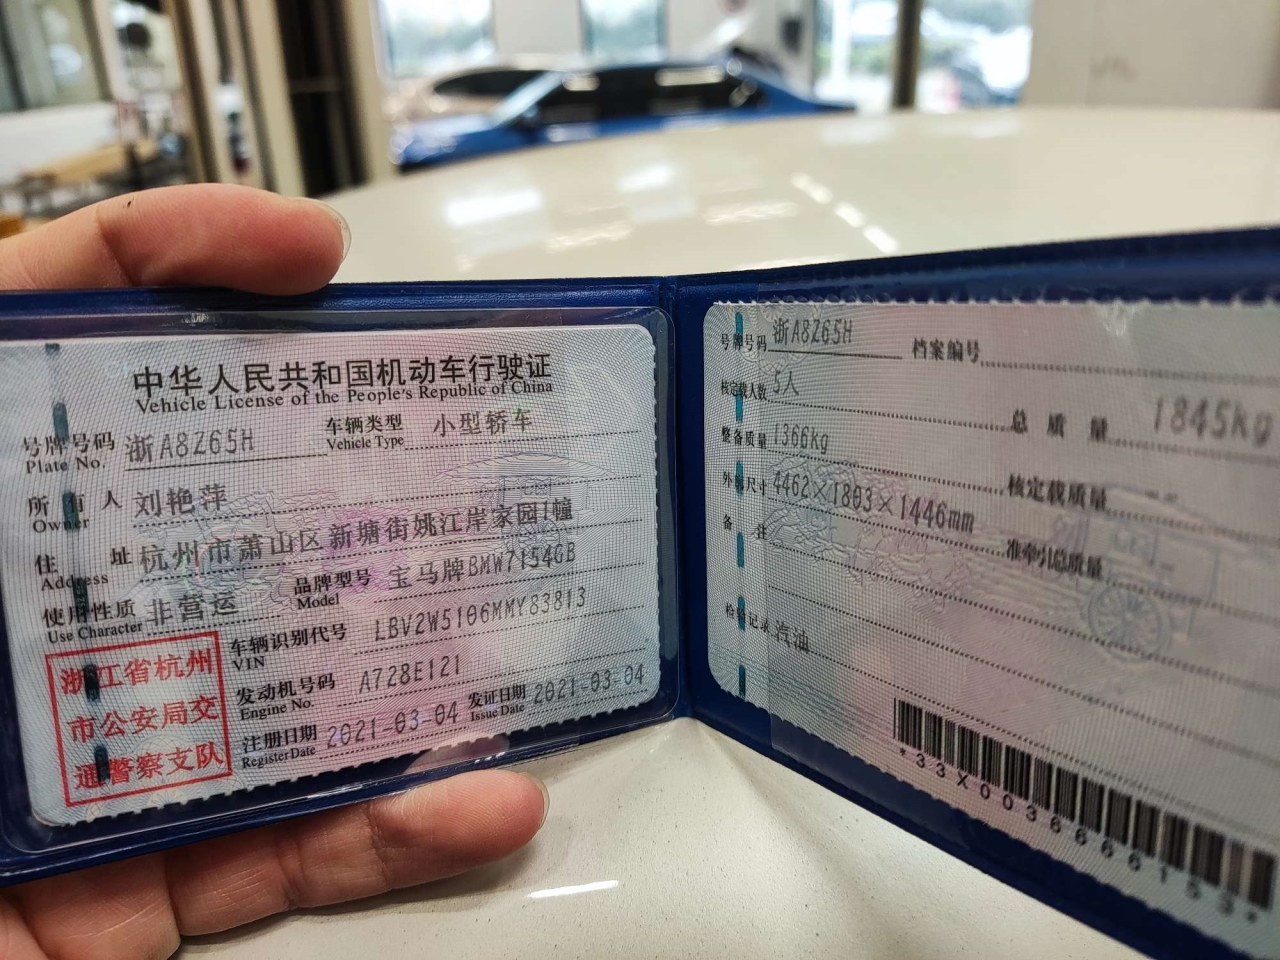 中华人民共和国机动车行驶证
Vehicle License of the People's Republic of China
号牌号码 浙A8Z65H 车辆类型 小型轿车
Plate No. Vehicle Type
所有人 刘艳萍
Owner
住址 杭州市萧山区新塘街姚江岸家园1幢
Address
使用性质 非营运 品牌型号 宝马牌BMW7154GB
Use Character Model
浙江省杭州
市公安局交
通警察支队
车辆识别代号 LBV2W5106MMY83813
VIN
发动机号码 A728E121
Engine No.
注册日期 2021-03-04 发证日期 2021-03-04
Register Date Issue Date
号牌号码 浙A8Z65H 档案编号
核定载人数 5人 总质量 1845kg
整备质量 1366kg 核定载质量
外廓尺寸 4462×1803×1446mm 准牵引总质量
备注
检验记录 汽油
*33X003666153*